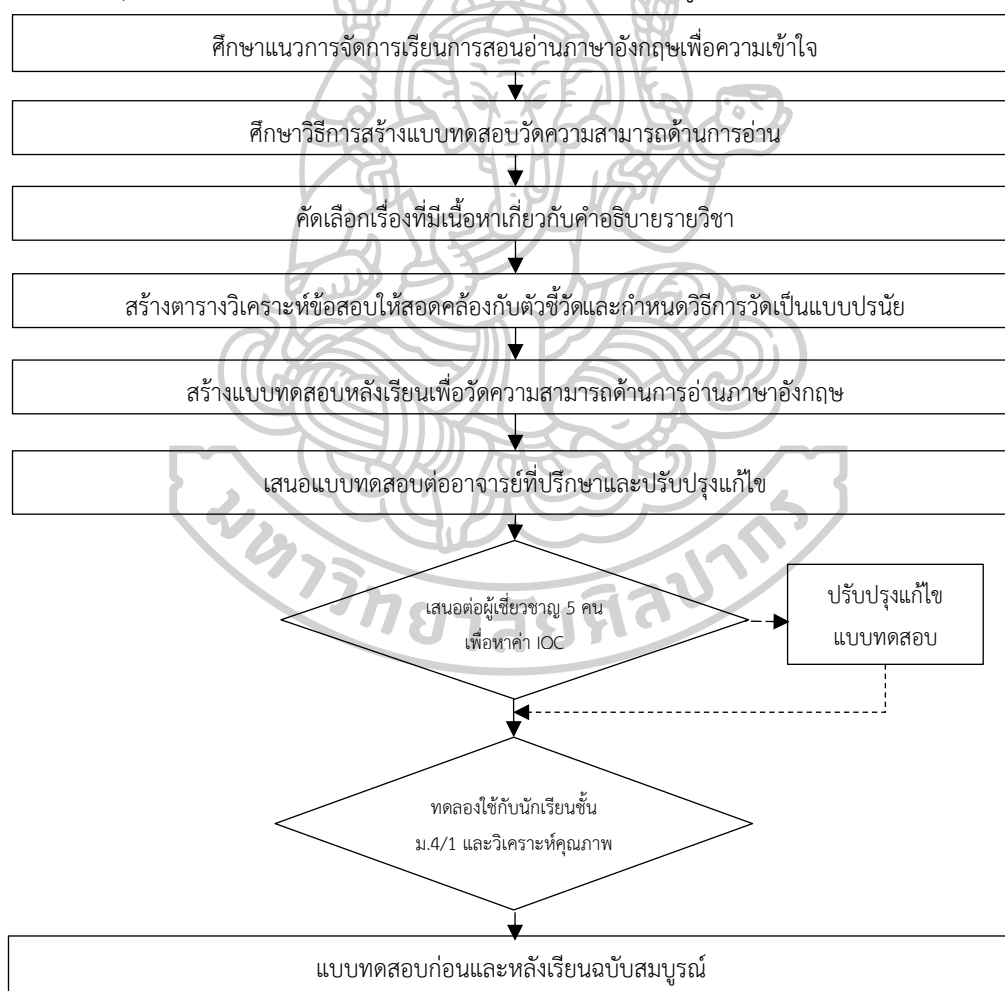 ศึกษาแนวการจัดการเรียนการสอนอ่านภาษาอังกฤษเพื่อความเข้าใจ
ศึกษาวิธีการสร้างแบบทดสอบวัดความสามารถด้านการอ่าน
คัดเลือกเรื่องที่มีเนื้อหาเกี่ยวกับคำอธิบายรายวิชา
สร้างตารางวิเคราะห์ข้อสอบให้สอดคล้องกับตัวชี้วัดและกำหนดวิธีการวัดเป็นแบบปรนัย
สร้างแบบทดสอบหลังเรียนเพื่อวัดความสามารถด้านการอ่านภาษาอังกฤษ
เสนอแบบทดสอบต่ออาจารย์ที่ปรึกษาและปรับปรุงแก้ไข
มหาวิทยาลัยศิลปากร
เสนอต่อผู้เชี่ยวชาญ 5 คน
เพื่อหาค่า IOC
ปรับปรุงแก้ไข
แบบทดสอบ
ทดลองใช้กับนักเรียนชั้น
ม.4/1 และวิเคราะห์คุณภาพ
แบบทดสอบก่อนและหลังเรียนฉบับสมบูรณ์